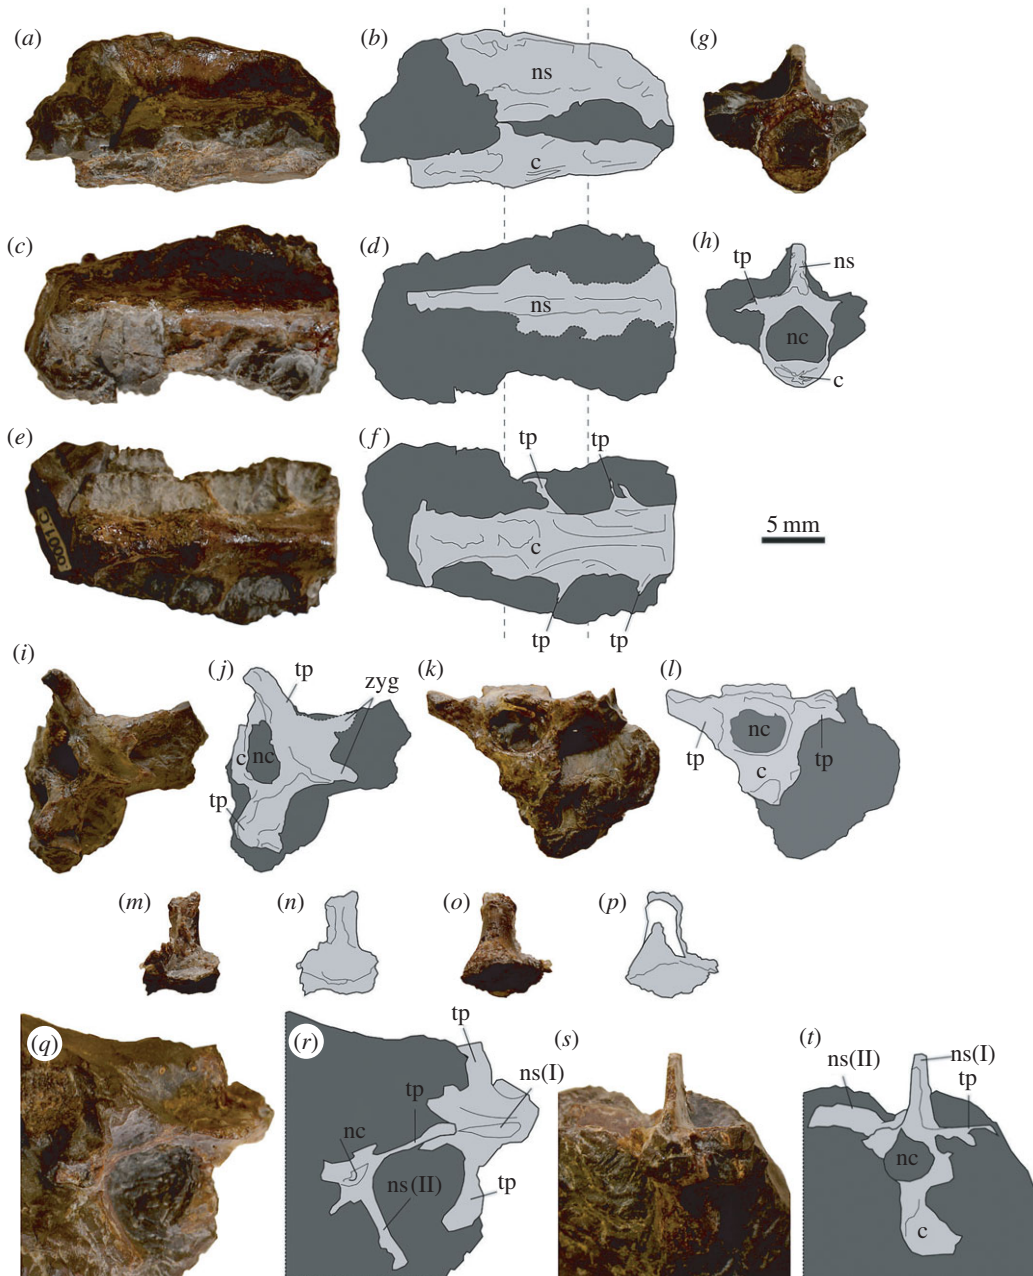 (a)
(b)
ns
c
(g)
(c)
(d)
ns
(h)
tp
ns
nc
c
(e)
0001.C
(f)
tp
tp
c
tp
tp
5 mm
(i)
(j)
tp
zyg
c
nc
tp
(k)
(l)
nc
tp
c
tp
(m)
(n)
(o)
(p)
(q)
(r)
tp
ns(I)
tp
nc
ns(II)
tp
(s)
(t)
ns(II)
ns(I)
tp
nc
c